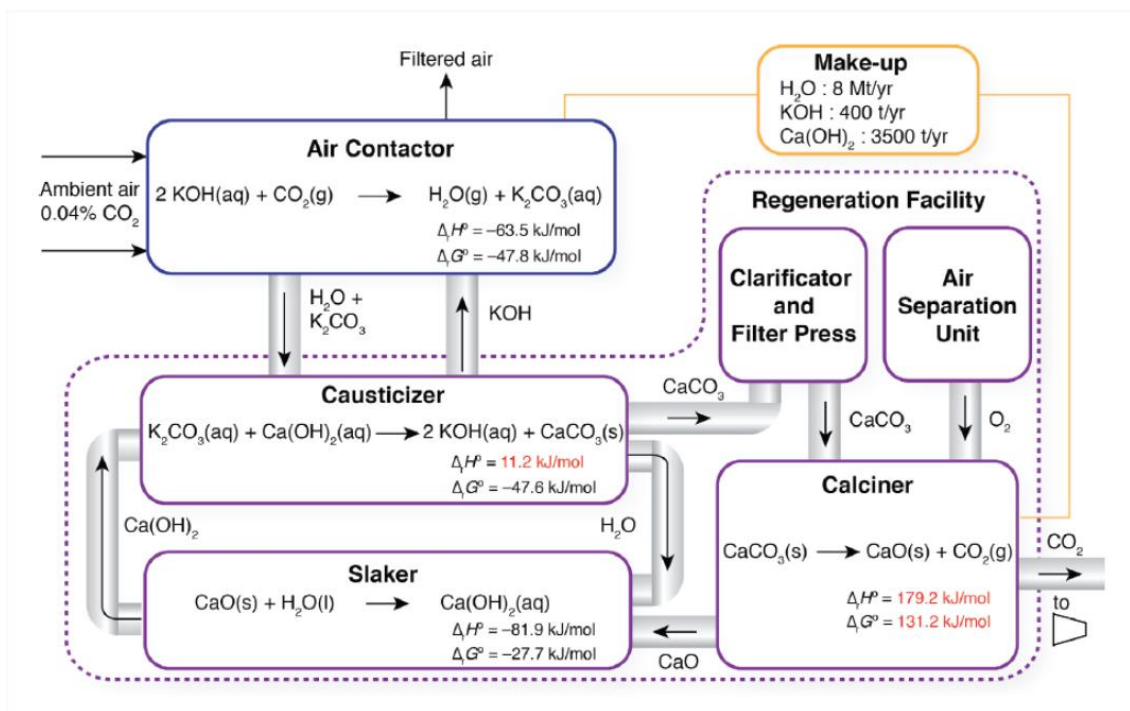 Filtered air
Make-up
H₂O : 8 Mt/yr
KOH : 400 t/yr
Ca(OH)₂ : 3500 t/yr
Air Contactor
Ambient air
0.04% CO₂
2 KOH(aq) + CO₂(g) → H₂O(g) + K₂CO₃(aq)
ΔᵣH° = –63.5 kJ/mol
ΔᵣG° = –47.8 kJ/mol
Regeneration Facility
Clarificator
and
Filter Press
Air
Separation
Unit
H₂O +
K₂CO₃
KOH
Causticizer
K₂CO₃(aq) + Ca(OH)₂(aq) → 2 KOH(aq) + CaCO₃(s)
ΔᵣH° = 11.2 kJ/mol
ΔᵣG° = –47.6 kJ/mol
CaCO₃
CaCO₃
O₂
Ca(OH)₂
H₂O
Slaker
CaO(s) + H₂O(l) → Ca(OH)₂(aq)
ΔᵣH° = –81.9 kJ/mol
ΔᵣG° = –27.7 kJ/mol
CaO
Calciner
CaCO₃(s) → CaO(s) + CO₂(g)
ΔᵣH° = 179.2 kJ/mol
ΔᵣG° = 131.2 kJ/mol
CO₂
to